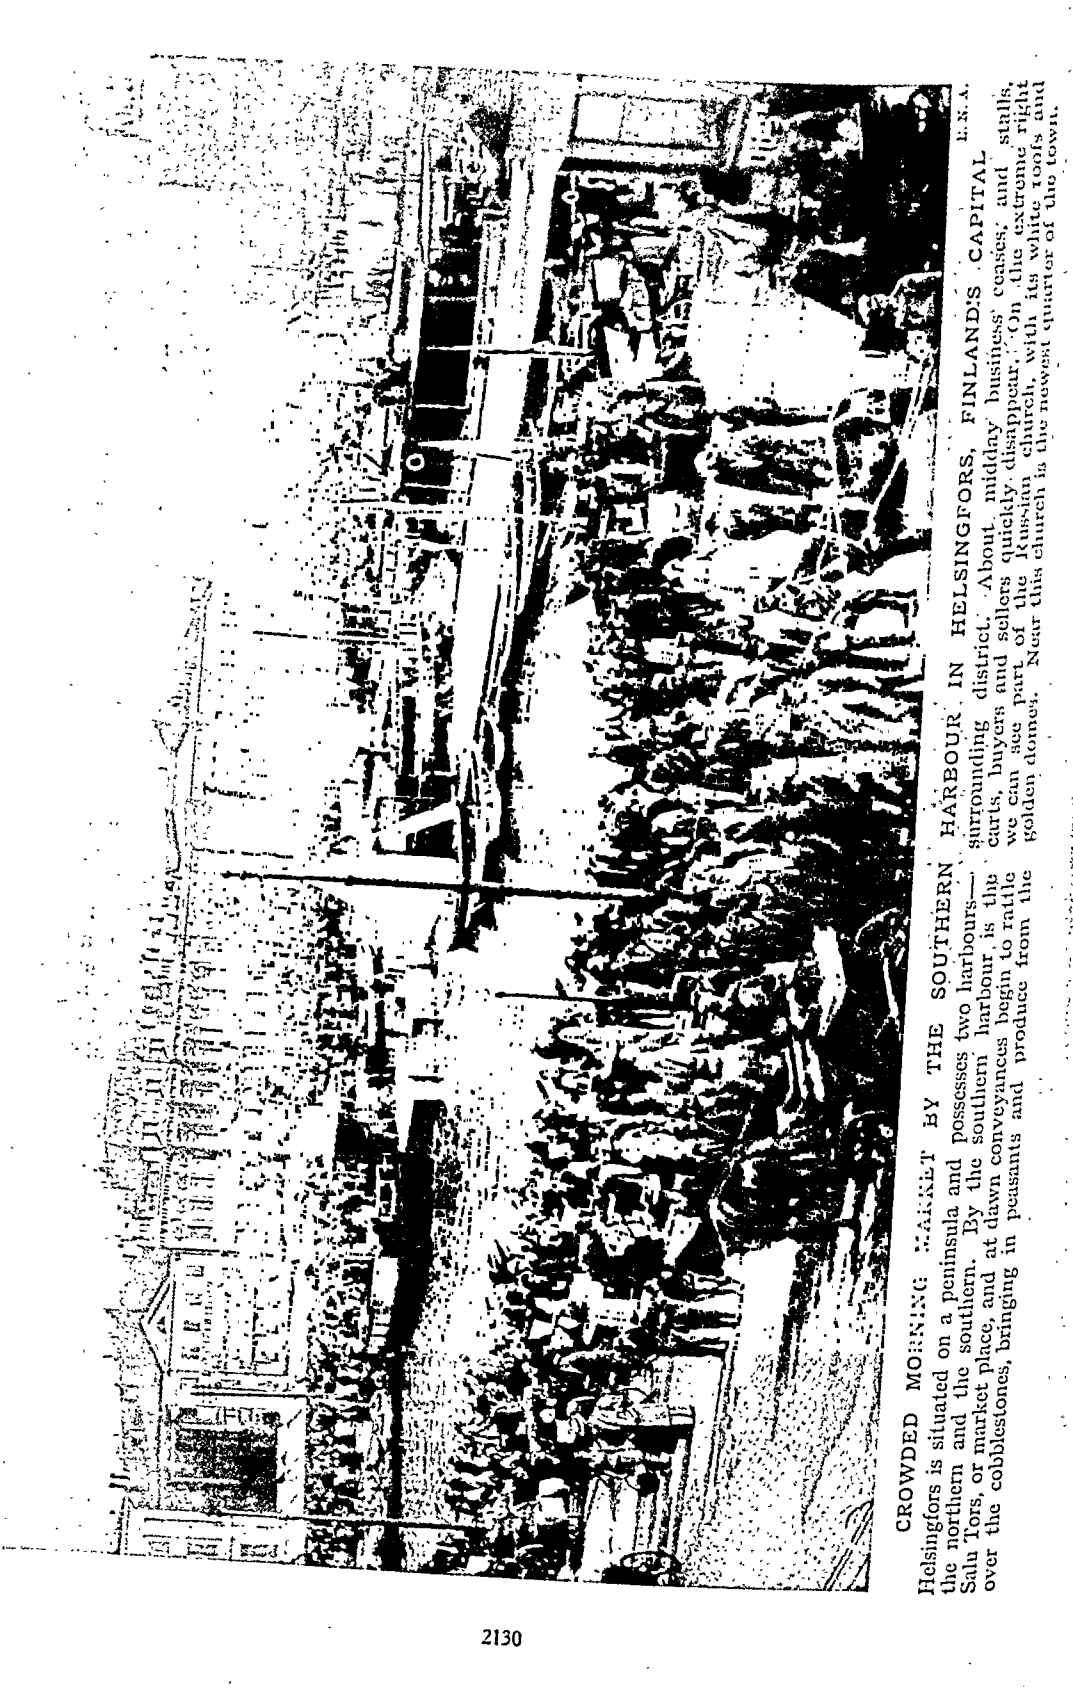 E.N.A.
CROWDED MORNING MARKET BY THE SOUTHERN HARBOUR IN HELSINGFORS, FINLAND'S CAPITAL
Helsingfors is situated on a peninsula and possesses two harbours—
the northern and the southern. By the southern harbour is the
Salu Tors, or market place, and at dawn conveyances begin to rattle
over the cobblestones, bringing in peasants and produce from the
surrounding district. About midday business ceases; and stalls,
carts, buyers and sellers quickly disappear. On the extreme right
we can see part of the Russian church, with its white roofs and
golden domes. Near this church is the newest quarter of the town.
2130